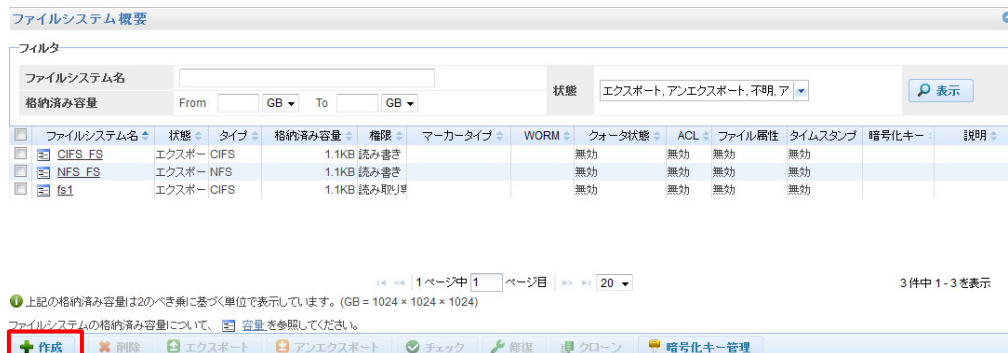 ファイルシステム概要
フィルタ
ファイルシステム名
状態 エクスポート, アンエクスポート, 不明, ア 表示
格納済み容量 From GB To GB
ファイルシステム名 状態 タイプ 格納済み容量 権限 マーカータイプ WORM クォータ状態 ACL ファイル属性 タイムスタンプ 暗号化キー 説明
CIFS_FS エクスポー CIFS 1.1KB 読み書き 無効 無効 無効 無効
NFS_FS エクスポー NFS 1.1KB 読み書き 無効 無効 無効 無効
fs1 エクスポー CIFS 1.1KB 読み取り専 無効 無効 無効 無効
1 ページ中 1 ページ目 20 3 件中 1 - 3 を表示
上記の格納済み容量は2のべき乗に基づく単位で表示しています。(GB = 1024 × 1024 × 1024)
ファイルシステムの格納済み容量について、 容量を参照してください。
作成 削除 エクスポート アンエクスポート チェック 修復 クローン 暗号化キー管理